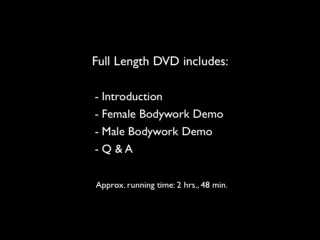 Full Length DVD includes:
- Introduction
- Female Bodywork Demo
- Male Bodywork Demo
- Q & A
Approx. running time: 2 hrs., 48 min.